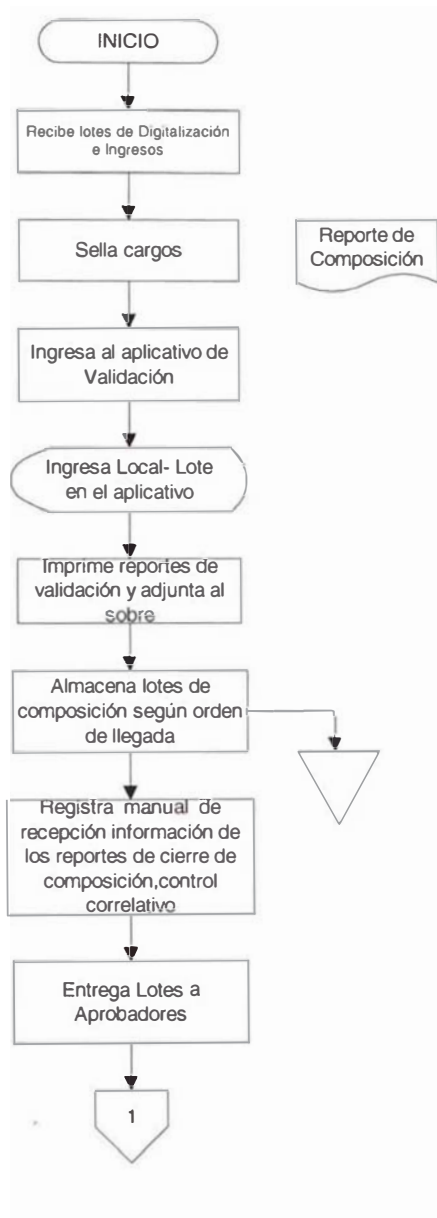 INICIO
Recibe lotes de Digitalización
e Ingresos
Sella cargos
Reporte de
Composición
Ingresa al aplicativo de
Validación
Ingresa Local- Lote
en el aplicativo
Imprime reportes de
validación y adjunta al
sobre
Almacena lotes de
composición según orden
de llegada
Registra manual de
recepción información de
los reportes de cierre de
composición,control
correlativo
Entrega Lotes a
Aprobadores
1